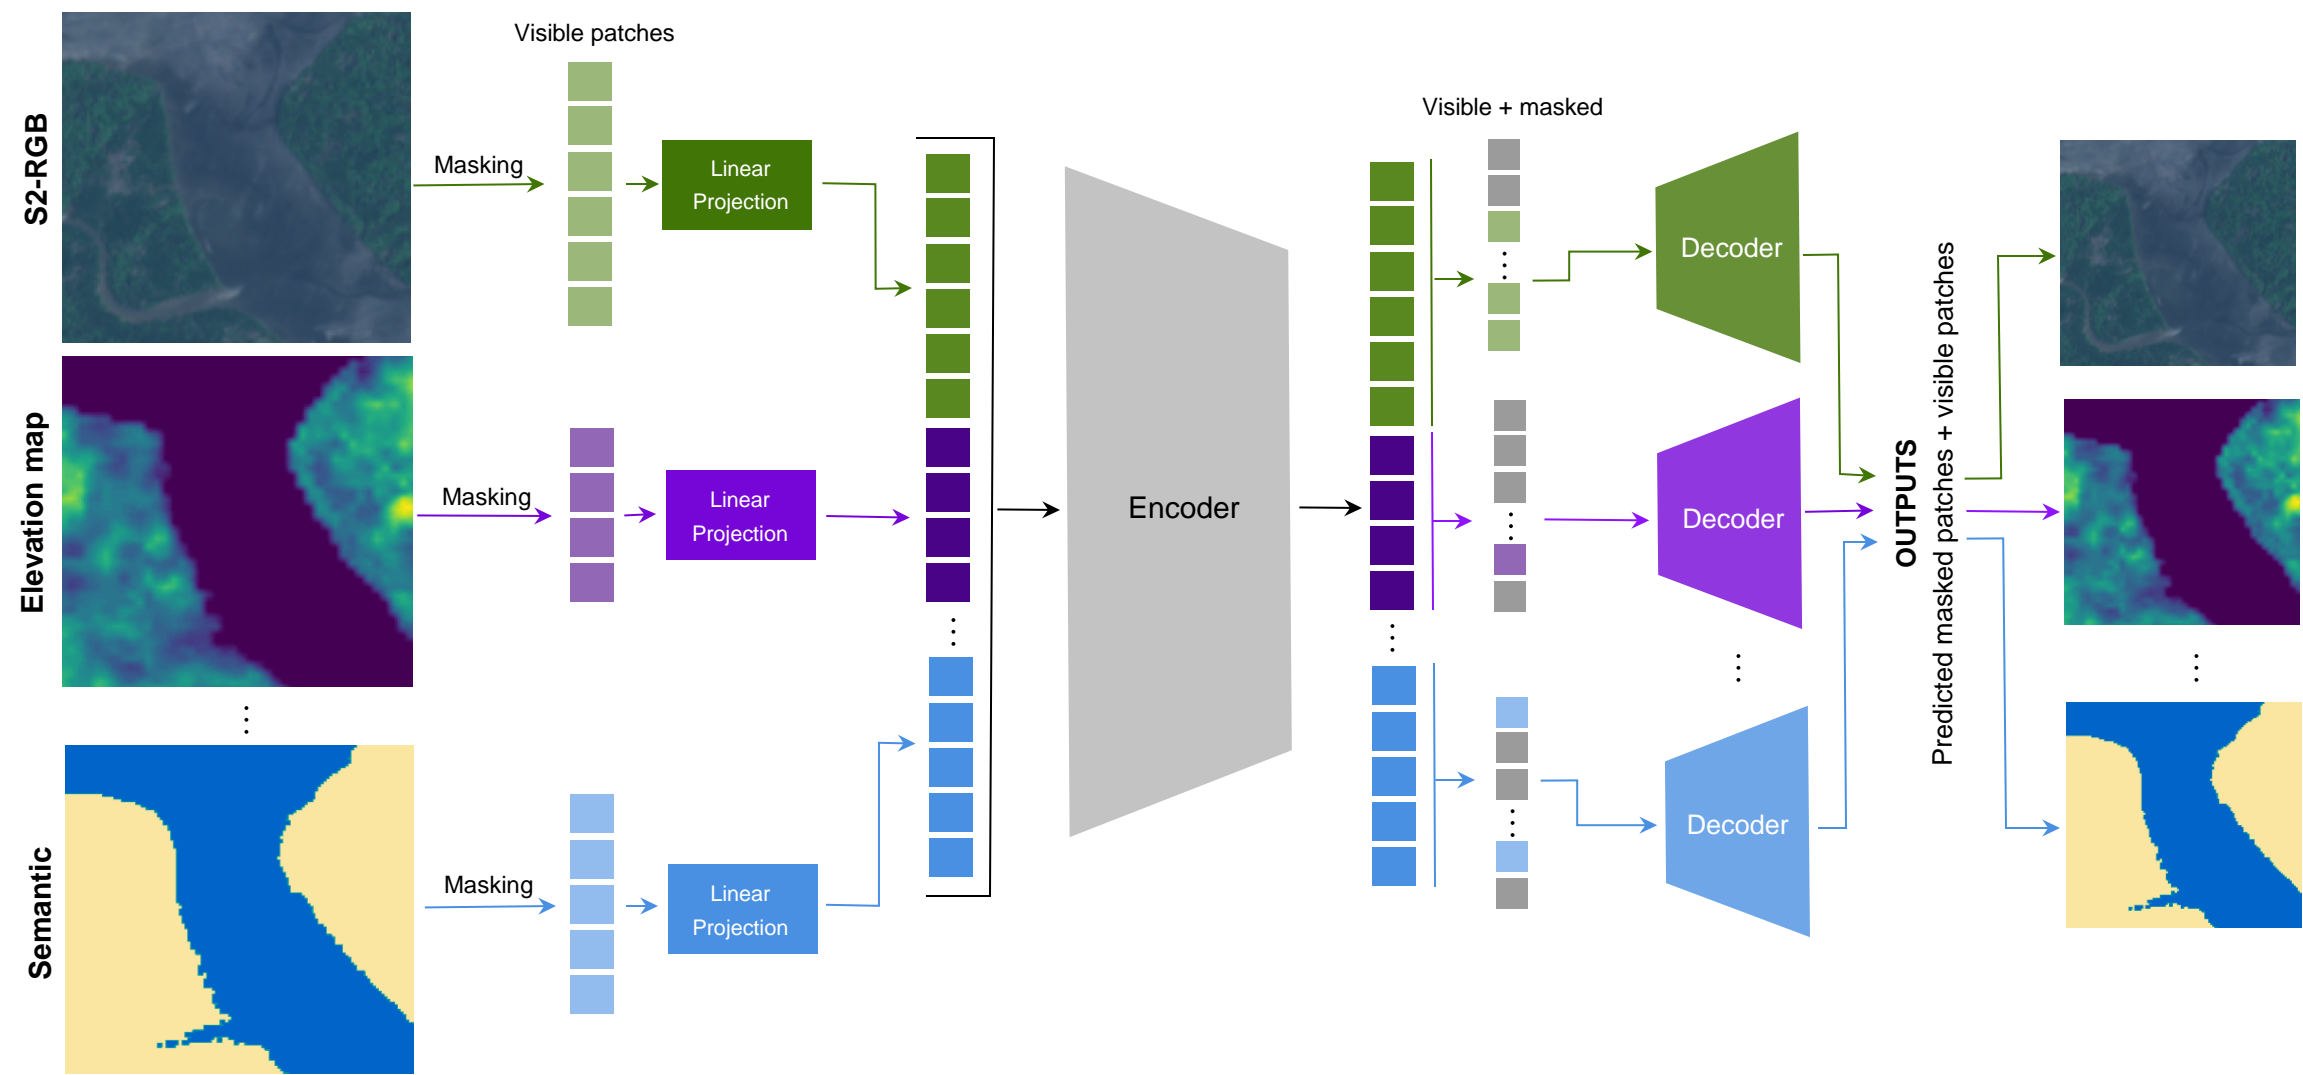 Visible patches
S2-RGB
Masking
Linear
Projection
Visible + masked
Decoder
Elevation map
Masking
Linear
Projection
Encoder
Decoder
OUTPUTS
Predicted masked patches + visible patches
Semantic
Masking
Linear
Projection
Decoder